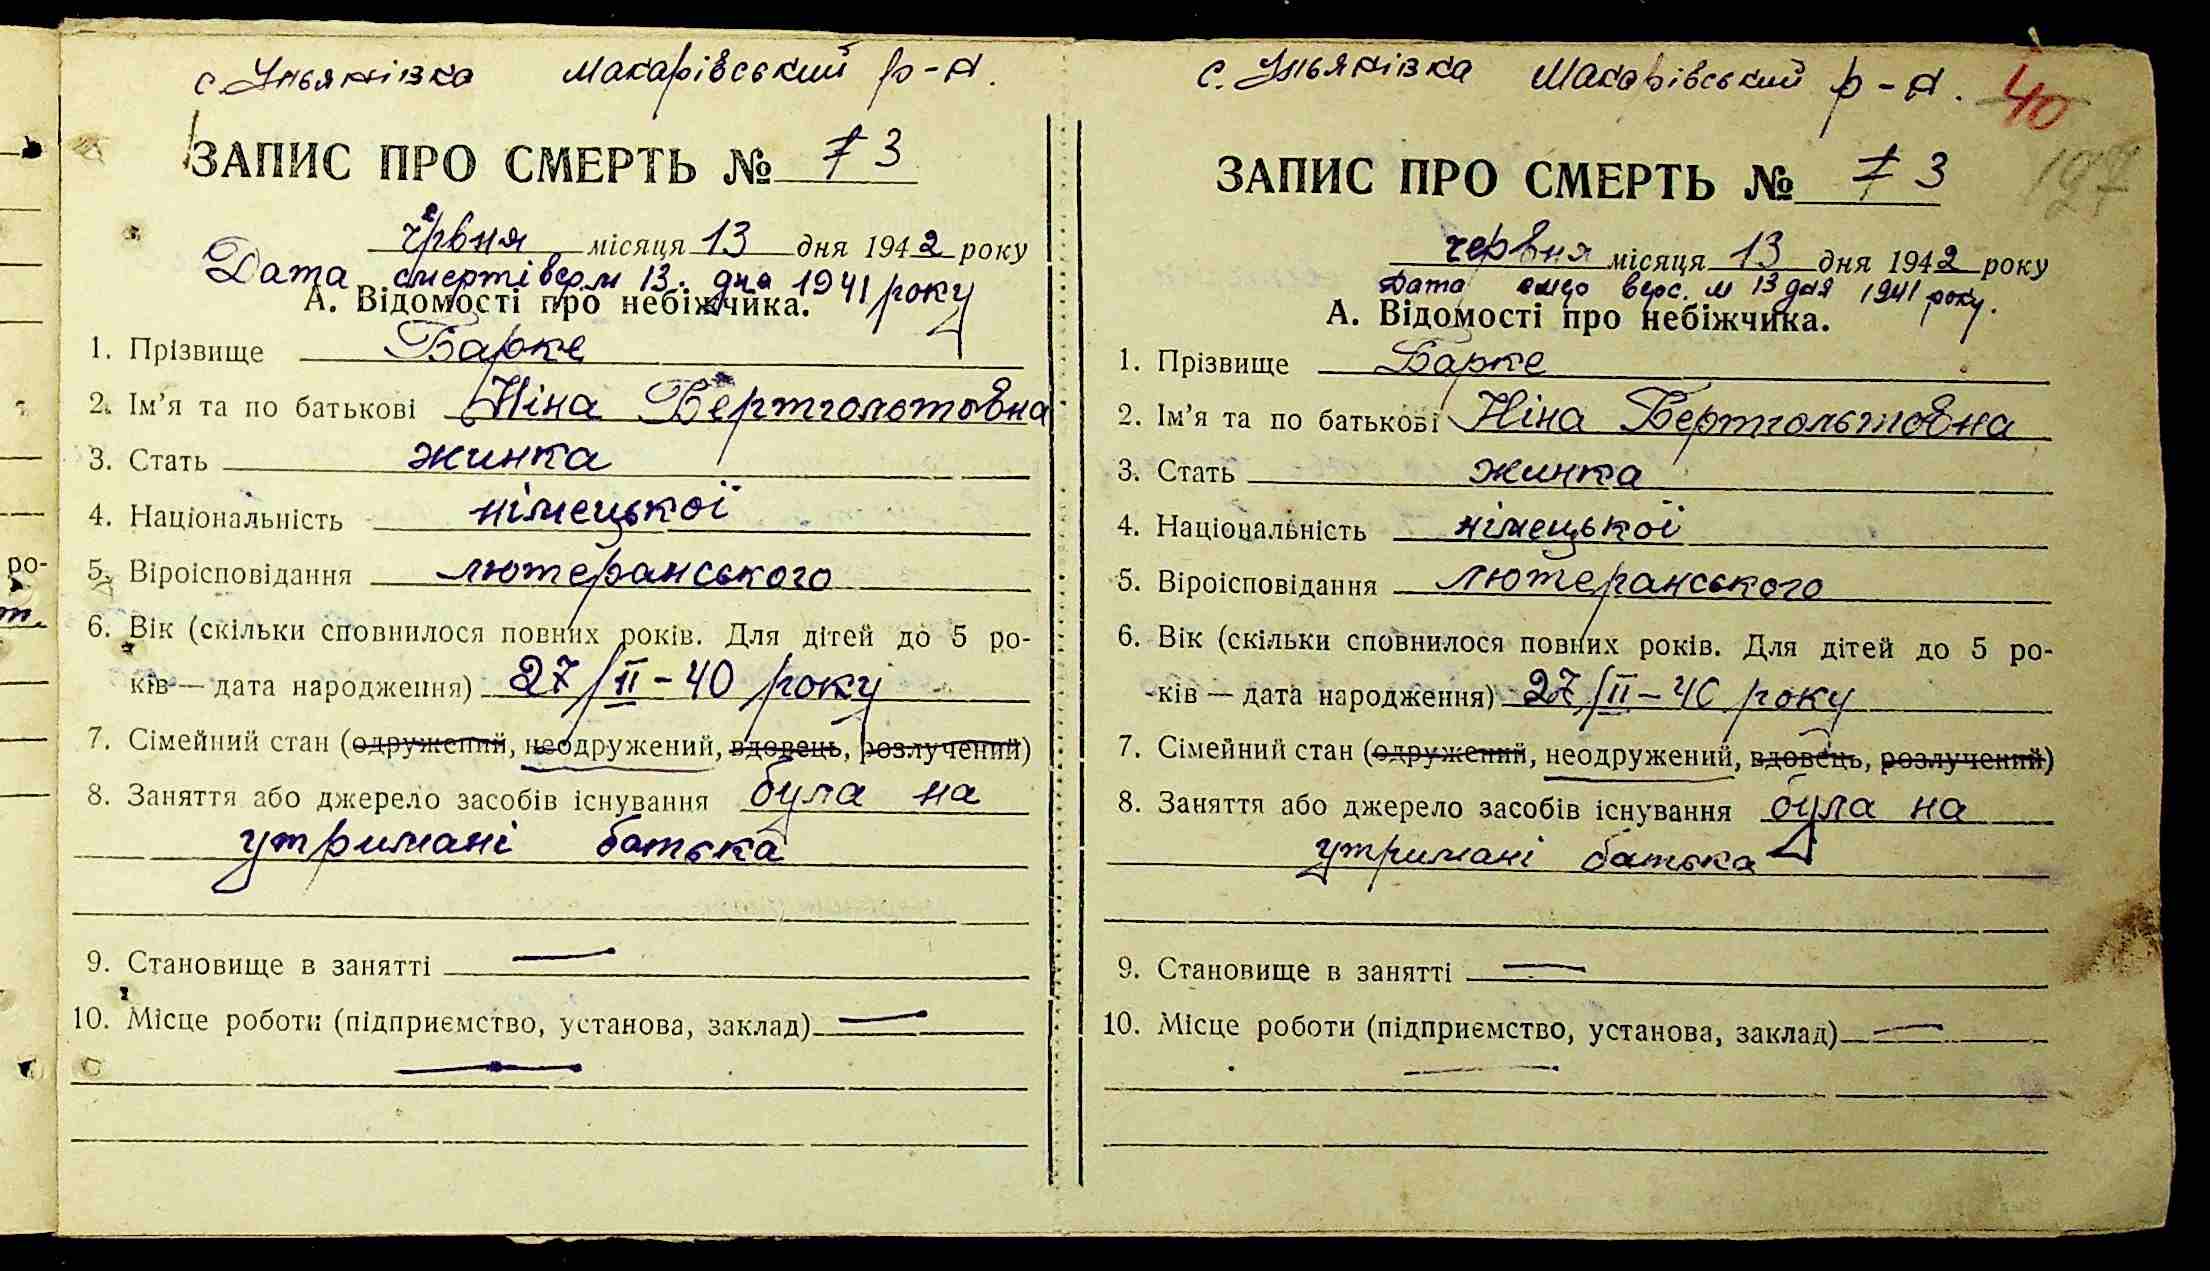 с. Ульянівка Макарівський р-н.
ЗАПИС ПРО СМЕРТЬ № 73
червня місяця 13 дня 1942 року
Дата смерті верм 13. дня 1941 року
А. Відомості про небіжчика.
1. Прізвище Барке
2. Ім’я та по батькові Ніна Бертгольтовна
3. Стать жинка
4. Національність німецької
5. Віроісповідання лютеранського
6. Вік (скільки сповнилося повних років. Для дітей до 5 ро-
ків — дата народження) 27/II – 40 року
7. Сімейний стан (одружений, неодружений, вдовець, розлучений)
8. Заняття або джерело засобів існування була на
утримані батька
9. Становище в занятті —
10. Місце роботи (підприємство, установа, заклад) —
—
с. Ульянівка Макарівський р-н.
40
127
ЗАПИС ПРО СМЕРТЬ № 73
червня місяця 13 дня 1942 року
Дата верс. м 13 дня 1941 року.
А. Відомості про небіжчика.
1. Прізвище Барке
2. Ім’я та по батькові Ніна Бертгольтовна
3. Стать жинка
4. Національність німецької
5. Віроісповідання лютеранського
6. Вік (скільки сповнилося повних років. Для дітей до 5 ро-
ків — дата народження) 27/II – 40 року
7. Сімейний стан (одружений, неодружений, вдовець, розлучений)
8. Заняття або джерело засобів існування була на
утримані батька
9. Становище в занятті —
10. Місце роботи (підприємство, установа, заклад) —
—
ро-